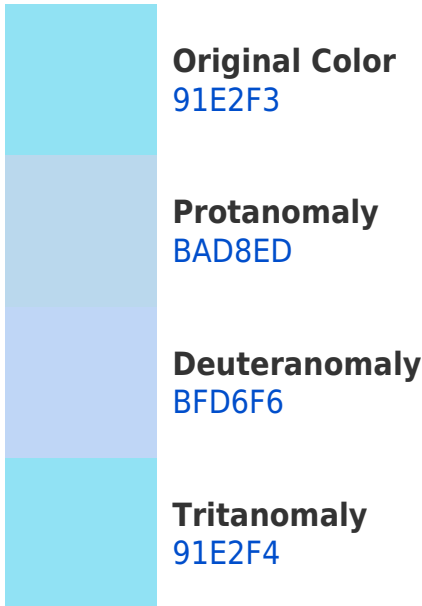 Original Color
91E2F3
Protanomaly
BAD8ED
Deuteranomaly
BFD6F6
Tritanomaly
91E2F4